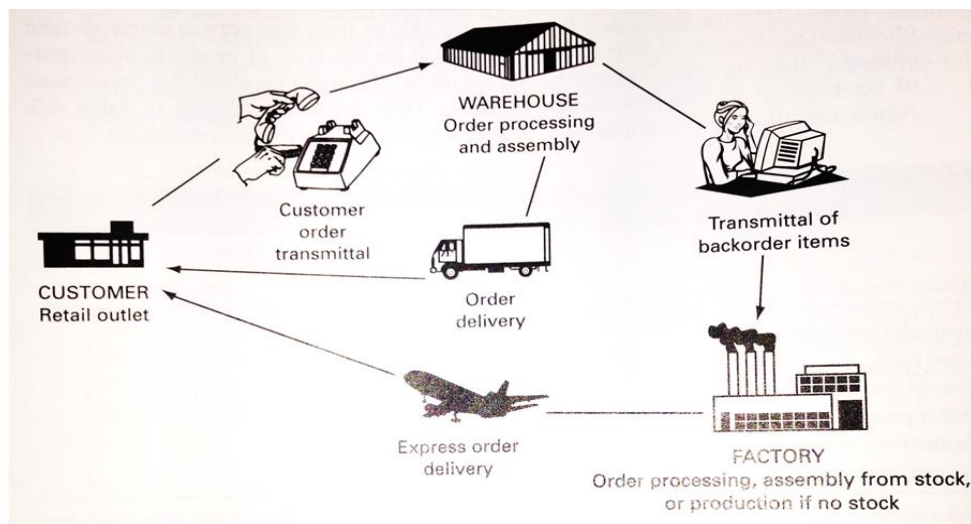 WAREHOUSE
Order processing
and assembly
Customer
order
transmittal
Transmittal of
backorder items
CUSTOMER
Retail outlet
Order
delivery
Express order
delivery
FACTORY
Order processing, assembly from stock,
or production if no stock